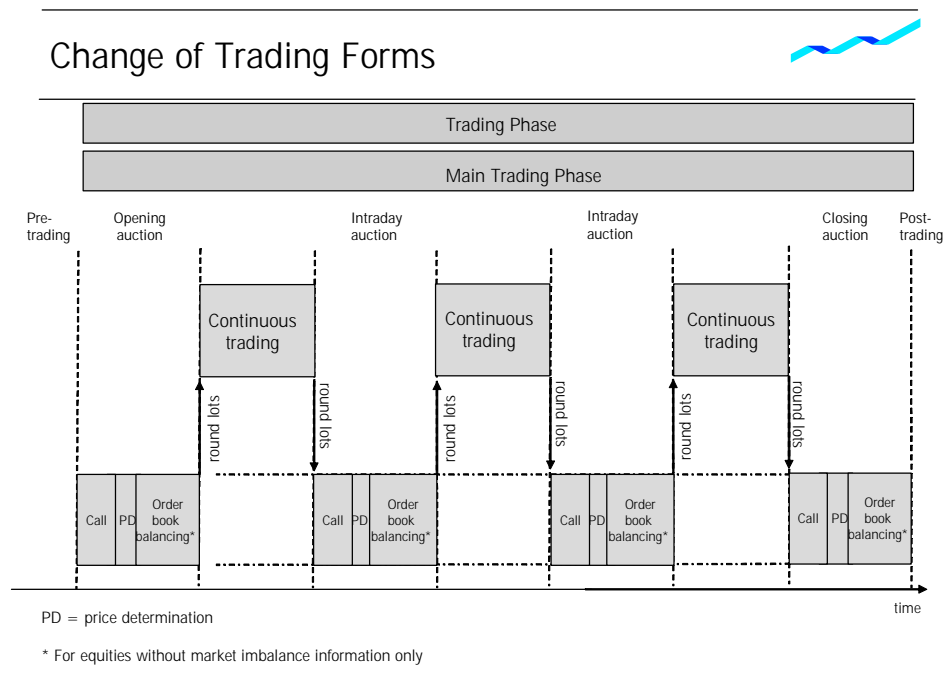 Change of Trading Forms
Trading Phase
Main Trading Phase
Pre-
trading
Opening
auction
Intraday
auction
Intraday
auction
Closing
auction
Post-
trading
Continuous
trading
Continuous
trading
Continuous
trading
round lots
round lots
round lots
round lots
round lots
round lots
Call
PD
Order
book
balancing*
Call
PD
Order
book
balancing*
Call
PD
Order
book
balancing*
Call
PD
Order
book
balancing*
time
PD = price determination
* For equities without market imbalance information only